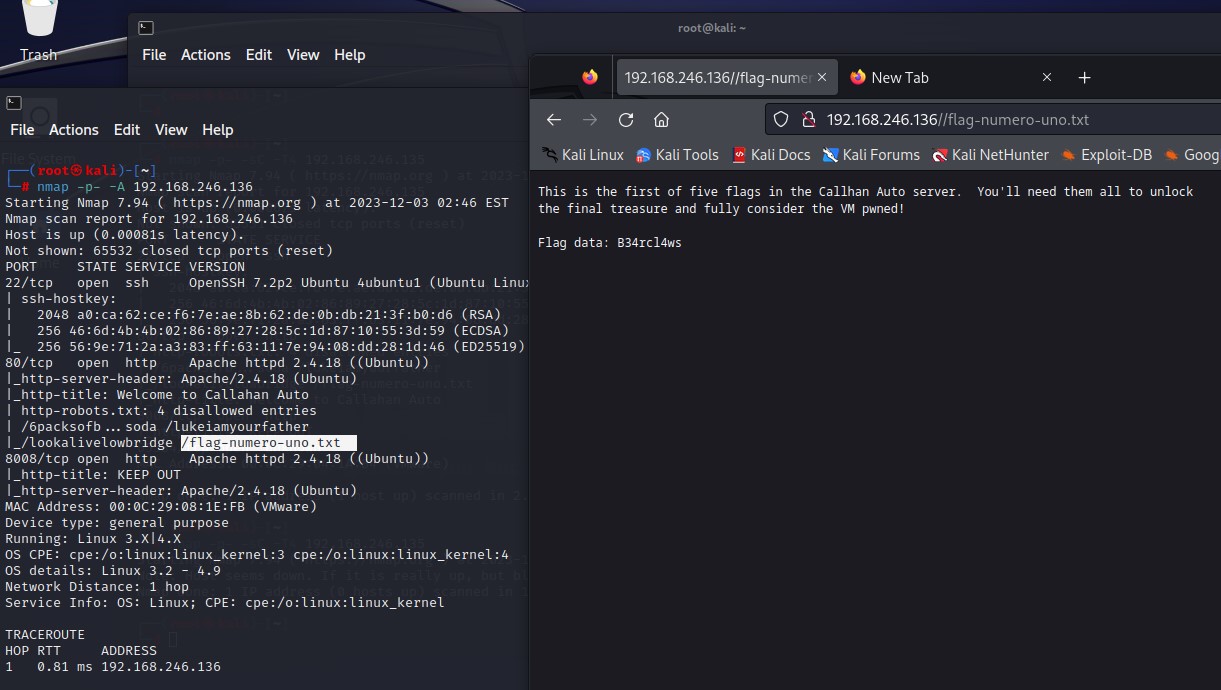 Trash
root@kali: ~
File Actions Edit View Help
File Actions Edit View Help
┌──(root㉿kali)-[~]
└─# nmap -p- -A 192.168.246.136
Starting Nmap 7.94 ( https://nmap.org ) at 2023-12-03 02:46 EST
Nmap scan report for 192.168.246.136
Host is up (0.00081s latency).
Not shown: 65532 closed tcp ports (reset)
PORT STATE SERVICE VERSION
22/tcp open ssh OpenSSH 7.2p2 Ubuntu 4ubuntu1 (Ubuntu Linux
| ssh-hostkey:
| 2048 a0:ca:62:ce:f6:7e:ae:8b:62:de:0b:db:21:3f:b0:d6 (RSA)
| 256 46:6d:4b:4b:02:86:89:27:28:5c:1d:87:10:55:3d:59 (ECDSA)
|_ 256 56:9e:71:2a:a3:83:ff:63:11:7e:94:08:dd:28:1d:46 (ED25519)
80/tcp open http Apache httpd 2.4.18 ((Ubuntu))
|_http-server-header: Apache/2.4.18 (Ubuntu)
|_http-title: Welcome to Callahan Auto
| http-robots.txt: 4 disallowed entries
| /6packsofb...soda /lukeiamyourfather
|_/lookalivelowbridge /flag-numero-uno.txt
8008/tcp open http Apache httpd 2.4.18 ((Ubuntu))
|_http-title: KEEP OUT
|_http-server-header: Apache/2.4.18 (Ubuntu)
MAC Address: 00:0C:29:08:1E:FB (VMware)
Device type: general purpose
Running: Linux 3.X|4.X
OS CPE: cpe:/o:linux:linux_kernel:3 cpe:/o:linux:linux_kernel:4
OS details: Linux 3.2 - 4.9
Network Distance: 1 hop
Service Info: OS: Linux; CPE: cpe:/o:linux:linux_kernel
TRACEROUTE
HOP RTT ADDRESS
1 0.81 ms 192.168.246.136
192.168.246.136//flag-numer
New Tab
192.168.246.136//flag-numero-uno.txt
Kali Linux Kali Tools Kali Docs Kali Forums Kali NetHunter Exploit-DB Goog
This is the first of five flags in the Callhan Auto server. You'll need them all to unlock
the final treasure and fully consider the VM pwned!
Flag data: B34rcl4ws